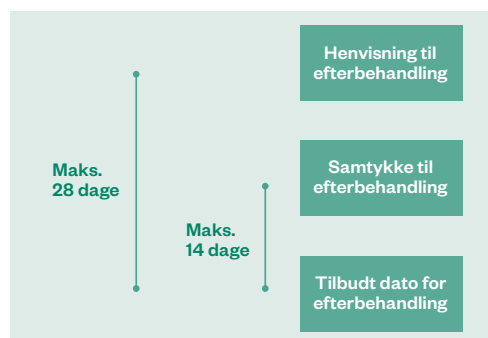 Henvisning til
efterbehandling
Maks.
28 dage
Samtykke til
efterbehandling
Maks.
14 dage
Tilbudt dato for
efterbehandling